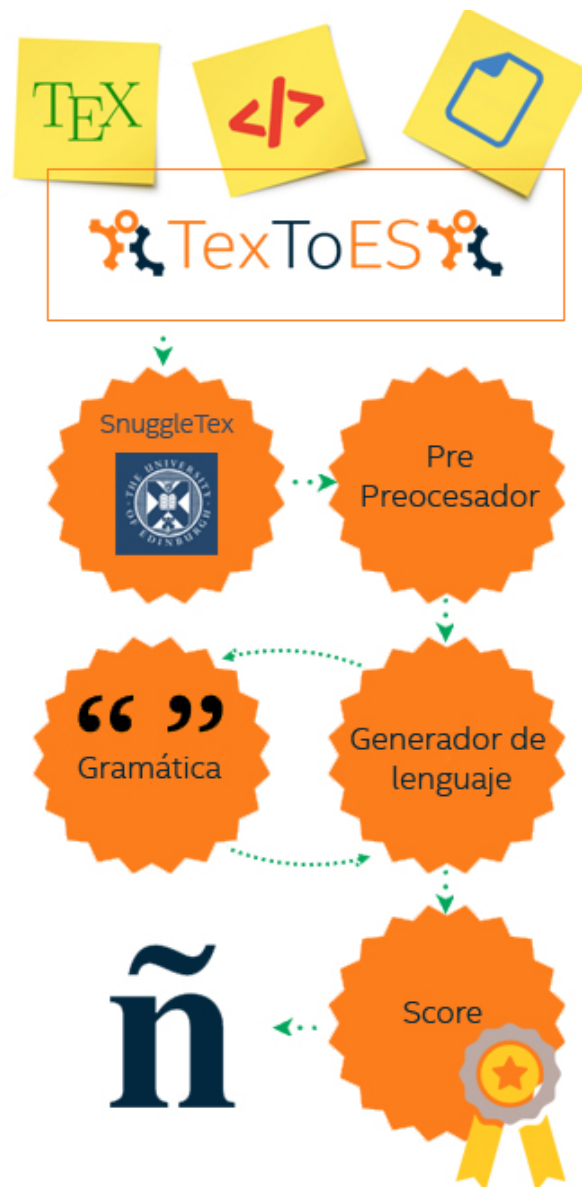 TEX
</>
TexToES
SnuggleTex
THE UNIVERSITY OF EDINBURGH
Pre
Preocesador
“ ”
Gramática
Generador de
lenguaje
Score
ñ